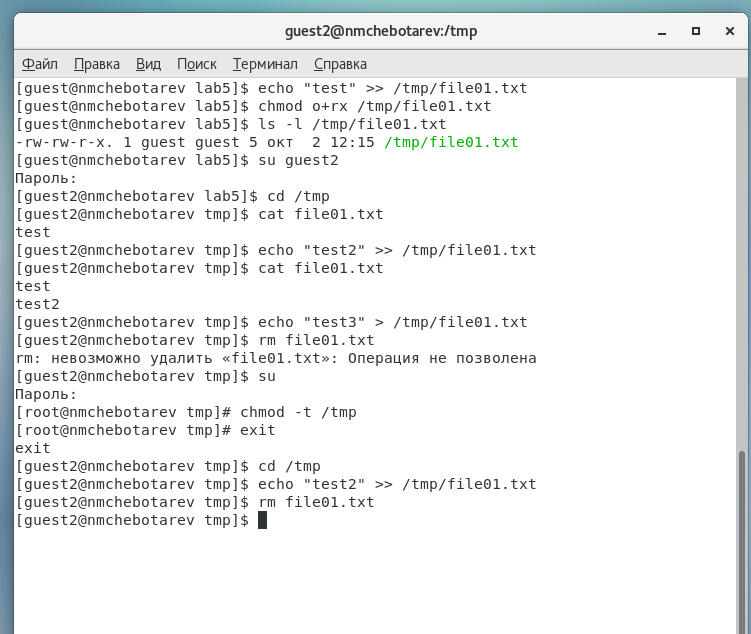 guest2@nmchebotarev:/tmp
Файл Правка Вид Поиск Терминал Справка
[guest@nmchebotarev lab5]$ echo "test" >> /tmp/file01.txt
[guest@nmchebotarev lab5]$ chmod o+rx /tmp/file01.txt
[guest@nmchebotarev lab5]$ ls -l /tmp/file01.txt
-rw-rw-r-x. 1 guest guest 5 окт  2 12:15 /tmp/file01.txt
[guest@nmchebotarev lab5]$ su guest2
Пароль:
[guest2@nmchebotarev lab5]$ cd /tmp
[guest2@nmchebotarev tmp]$ cat file01.txt
test
[guest2@nmchebotarev tmp]$ echo "test2" >> /tmp/file01.txt
[guest2@nmchebotarev tmp]$ cat file01.txt
test
test2
[guest2@nmchebotarev tmp]$ echo "test3" > /tmp/file01.txt
[guest2@nmchebotarev tmp]$ rm file01.txt
rm: невозможно удалить «file01.txt»: Операция не позволена
[guest2@nmchebotarev tmp]$ su
Пароль:
[root@nmchebotarev tmp]# chmod -t /tmp
[root@nmchebotarev tmp]# exit
exit
[guest2@nmchebotarev tmp]$ cd /tmp
[guest2@nmchebotarev tmp]$ echo "test2" >> /tmp/file01.txt
[guest2@nmchebotarev tmp]$ rm file01.txt
[guest2@nmchebotarev tmp]$